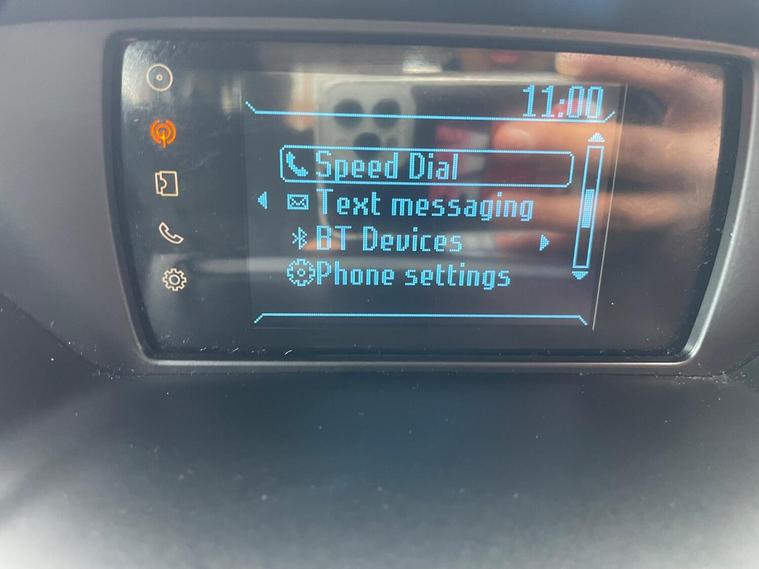 11:00
Speed Dial
Text messaging
BT Devices
Phone settings